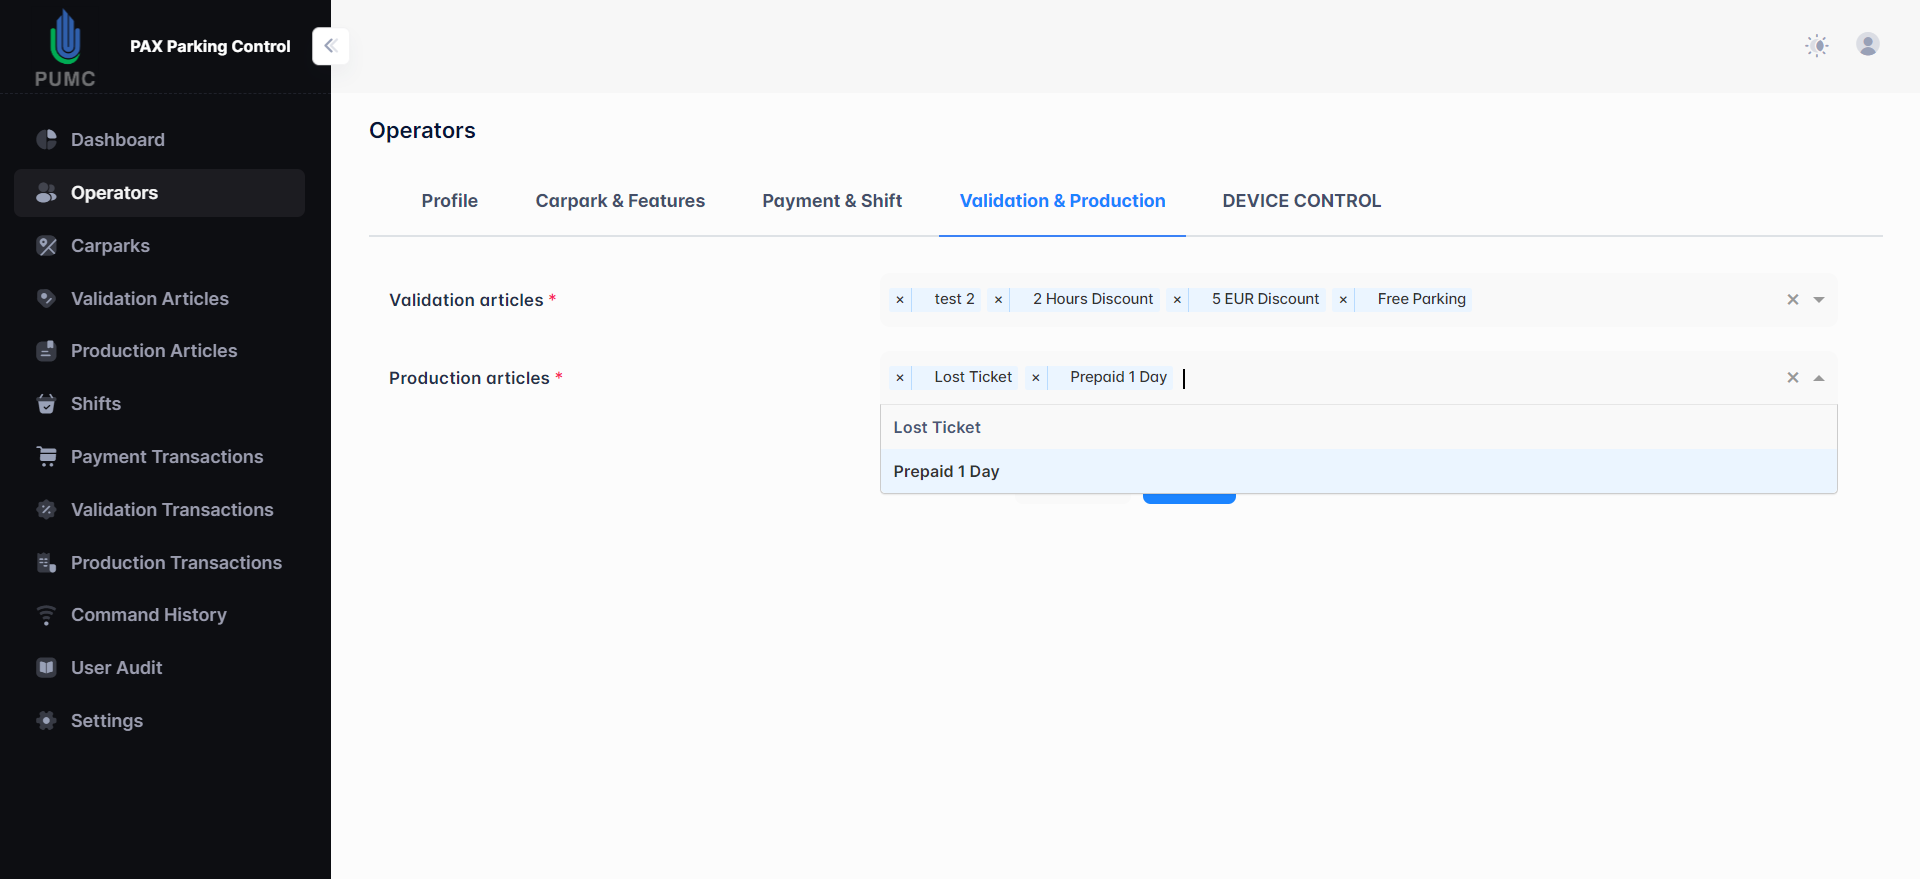 PUMC
PAX Parking Control
Dashboard
Operators
Carparks
Validation Articles
Production Articles
Shifts
Payment Transactions
Validation Transactions
Production Transactions
Command History
User Audit
Settings
Operators
Profile Carpark & Features Payment & Shift Validation & Production DEVICE CONTROL
Validation articles * × test 2 × 2 Hours Discount × 5 EUR Discount × Free Parking ×
Production articles * × Lost Ticket × Prepaid 1 Day ×
Lost Ticket
Prepaid 1 Day